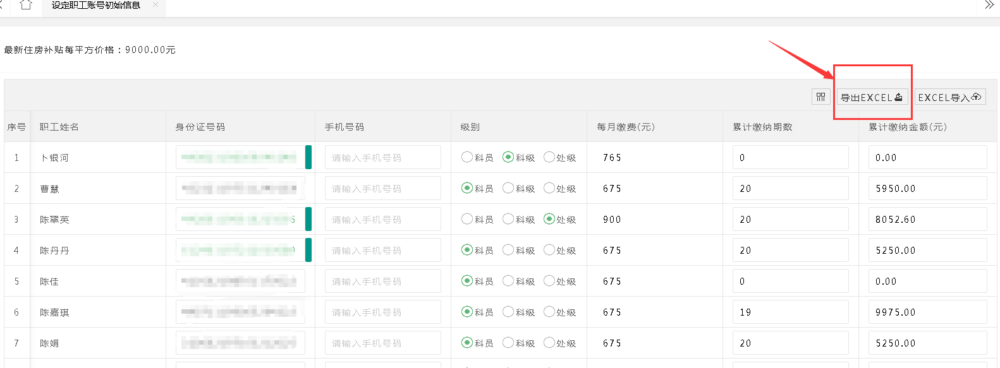 设定职工账号初始信息 ×
最新住房补贴每平方价格：9000.00元
导出EXCEL EXCEL导入
序号 职工姓名 身份证号码 手机号码 级别 每月缴费(元) 累计缴纳期数 累计缴纳金额(元)
1 卜银河 请输入手机号码 科员 科级 处级 765 0 0.00
2 曹慧 请输入手机号码 科员 科级 处级 675 20 5950.00
3 陈翠英 5 请输入手机号码 科员 科级 处级 900 20 8052.60
4 陈丹丹 请输入手机号码 科员 科级 处级 675 20 5250.00
5 陈佳 请输入手机号码 科员 科级 处级 675 0 0.00
6 陈嘉琪 请输入手机号码 科员 科级 处级 675 19 9975.00
7 陈娟 请输入手机号码 科员 科级 处级 675 20 5250.00